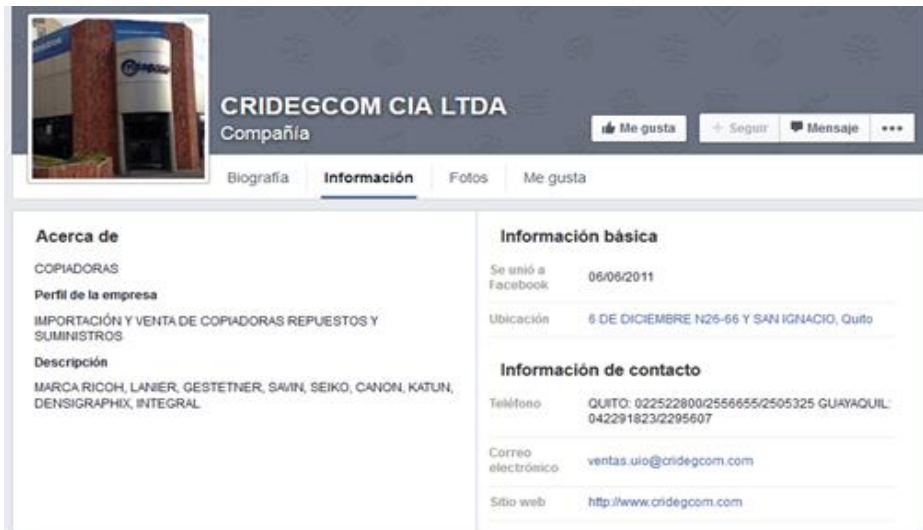 CRIDEGCOM CIA LTDA
Compañía
Me gusta
+ Seguir
Mensaje
Biografía
Información
Fotos
Me gusta
Acerca de
COPIADORAS
Perfil de la empresa
IMPORTACIÓN Y VENTA DE COPIADORAS REPUESTOS Y
SUMINISTROS
Descripción
MARCA RICOH, LANIER, GESTETNER, SAVIN, SEIKO, CANON, KATUN,
DENSIGRAPHIX, INTEGRAL
Información básica
Se unió a
Facebook
06/06/2011
Ubicación
6 DE DICIEMBRE N26-66 Y SAN IGNACIO, Quito
Información de contacto
Teléfono
QUITO: 022522800/2556655/2505325 GUAYAQUIL:
042291823/2295607
Correo
electrónico
ventas.uio@cridegcom.com
Sitio web
http://www.cridegcom.com